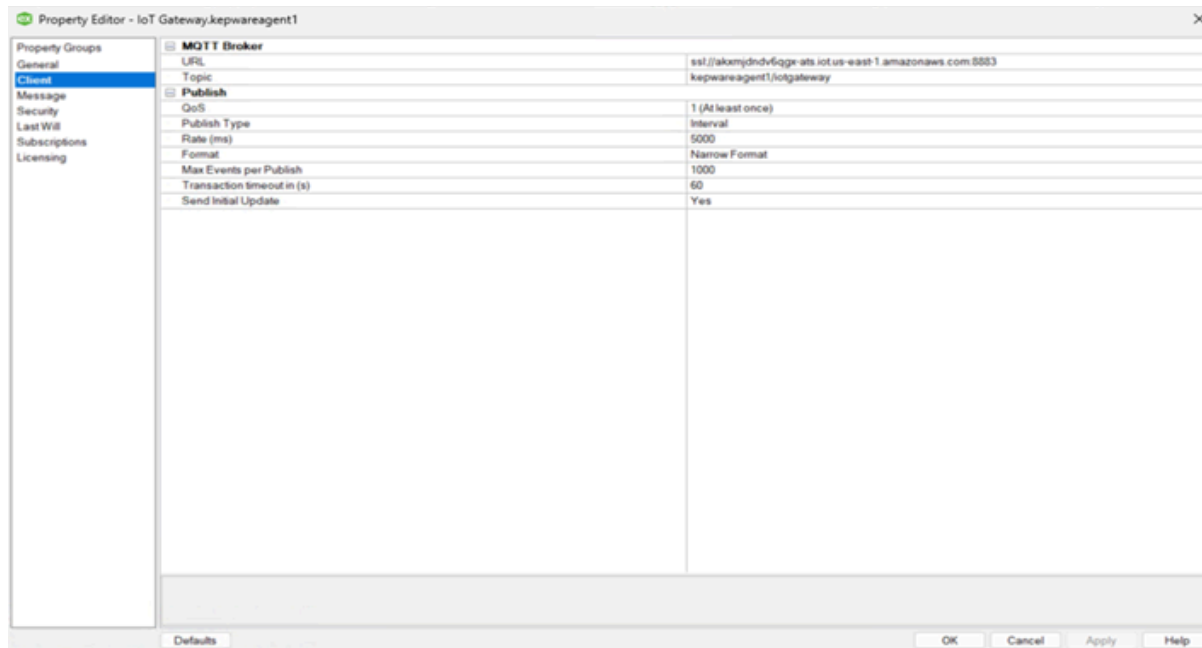 Property Editor - IoT Gateway.kepwareagent1
Property Groups
General
Client
Message
Security
Last Will
Subscriptions
Licensing
MQTT Broker
URL ssl://akxmjdndv6qgx-ats.iot.us-east-1.amazonaws.com:8883
Topic kepwareagent1/iotgateway
Publish
QoS 1 (At least once)
Publish Type Interval
Rate (ms) 5000
Format Narrow Format
Max Events per Publish 1000
Transaction timeout in (s) 60
Send Initial Update Yes
Defaults OK Cancel Apply Help